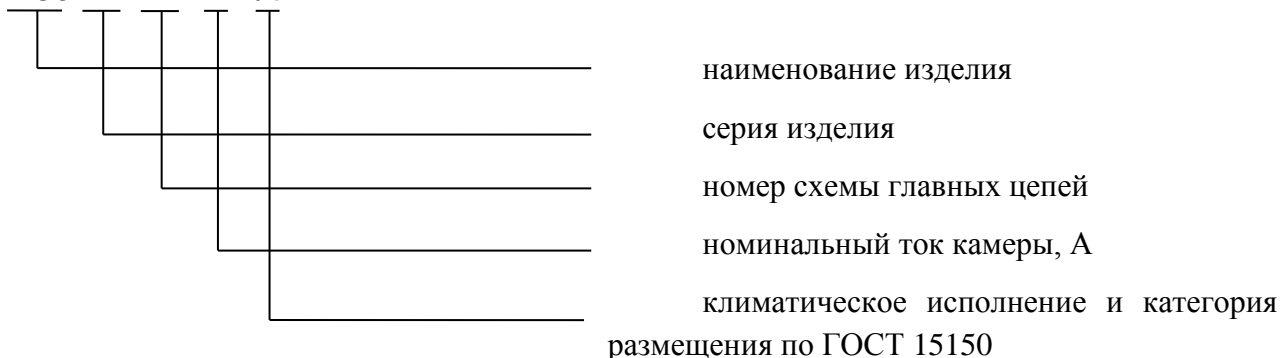 наименование изделия
серия изделия
номер схемы главных цепей
номинальный ток камеры, А
климатическое исполнение и категория
размещения по ГОСТ 15150